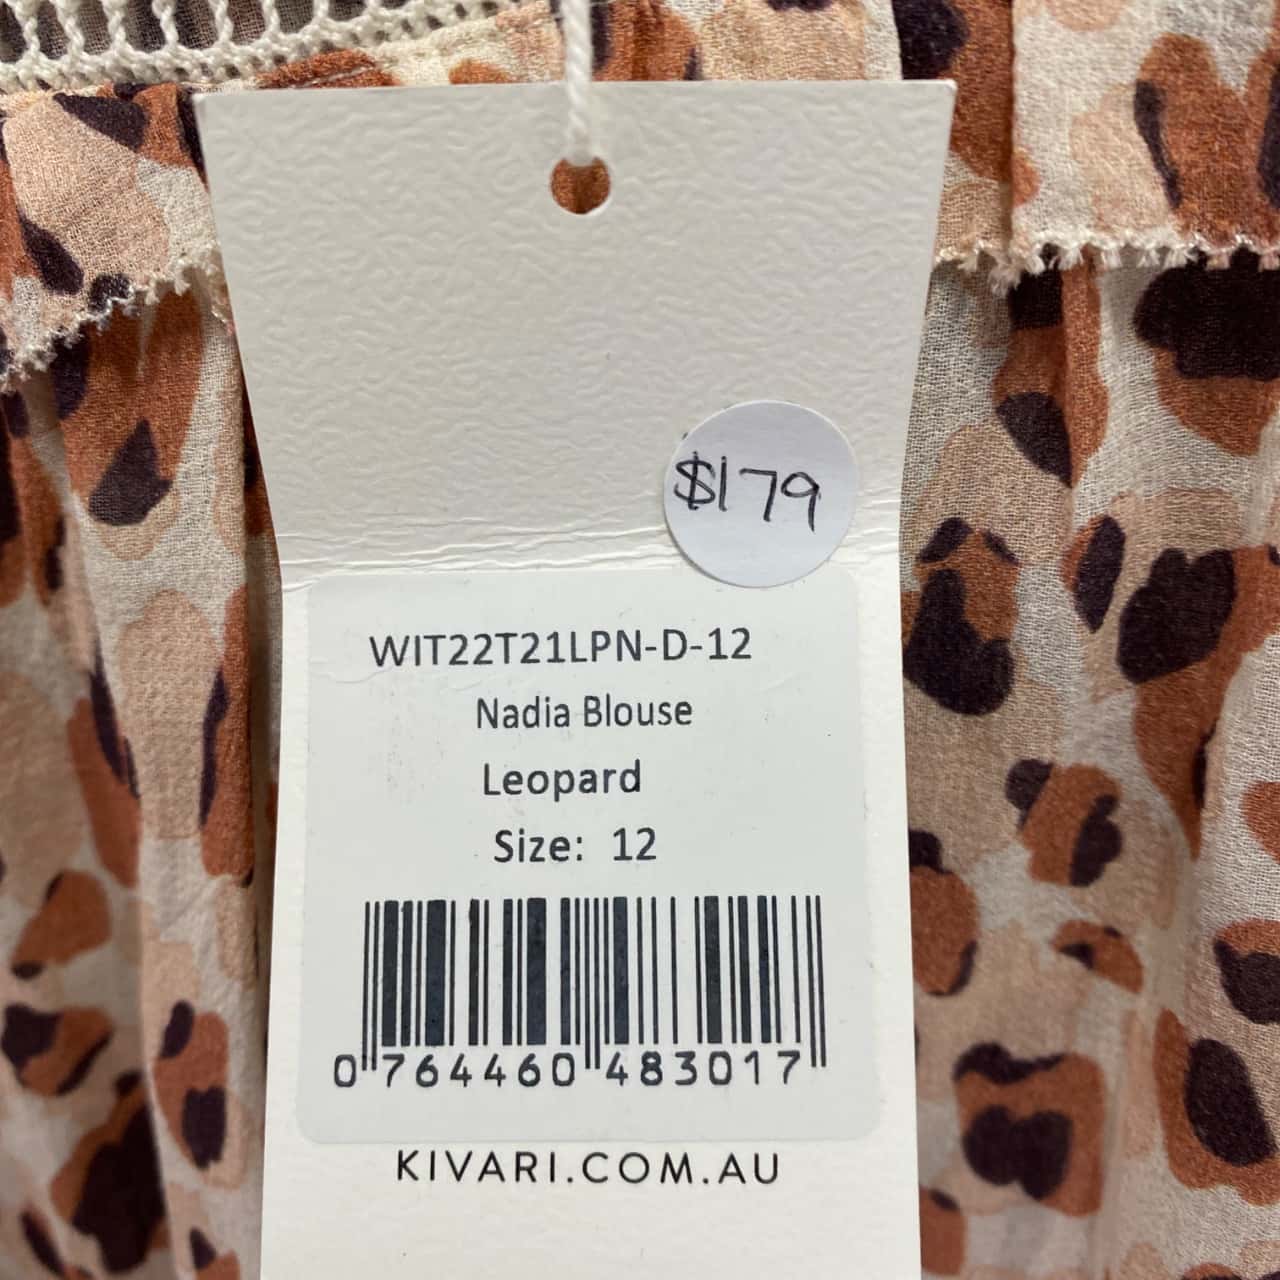 $179
WIT22T21LPN-D-12
Nadia Blouse
Leopard
Size: 12
0 764460 483017
KIVARI.COM.AU